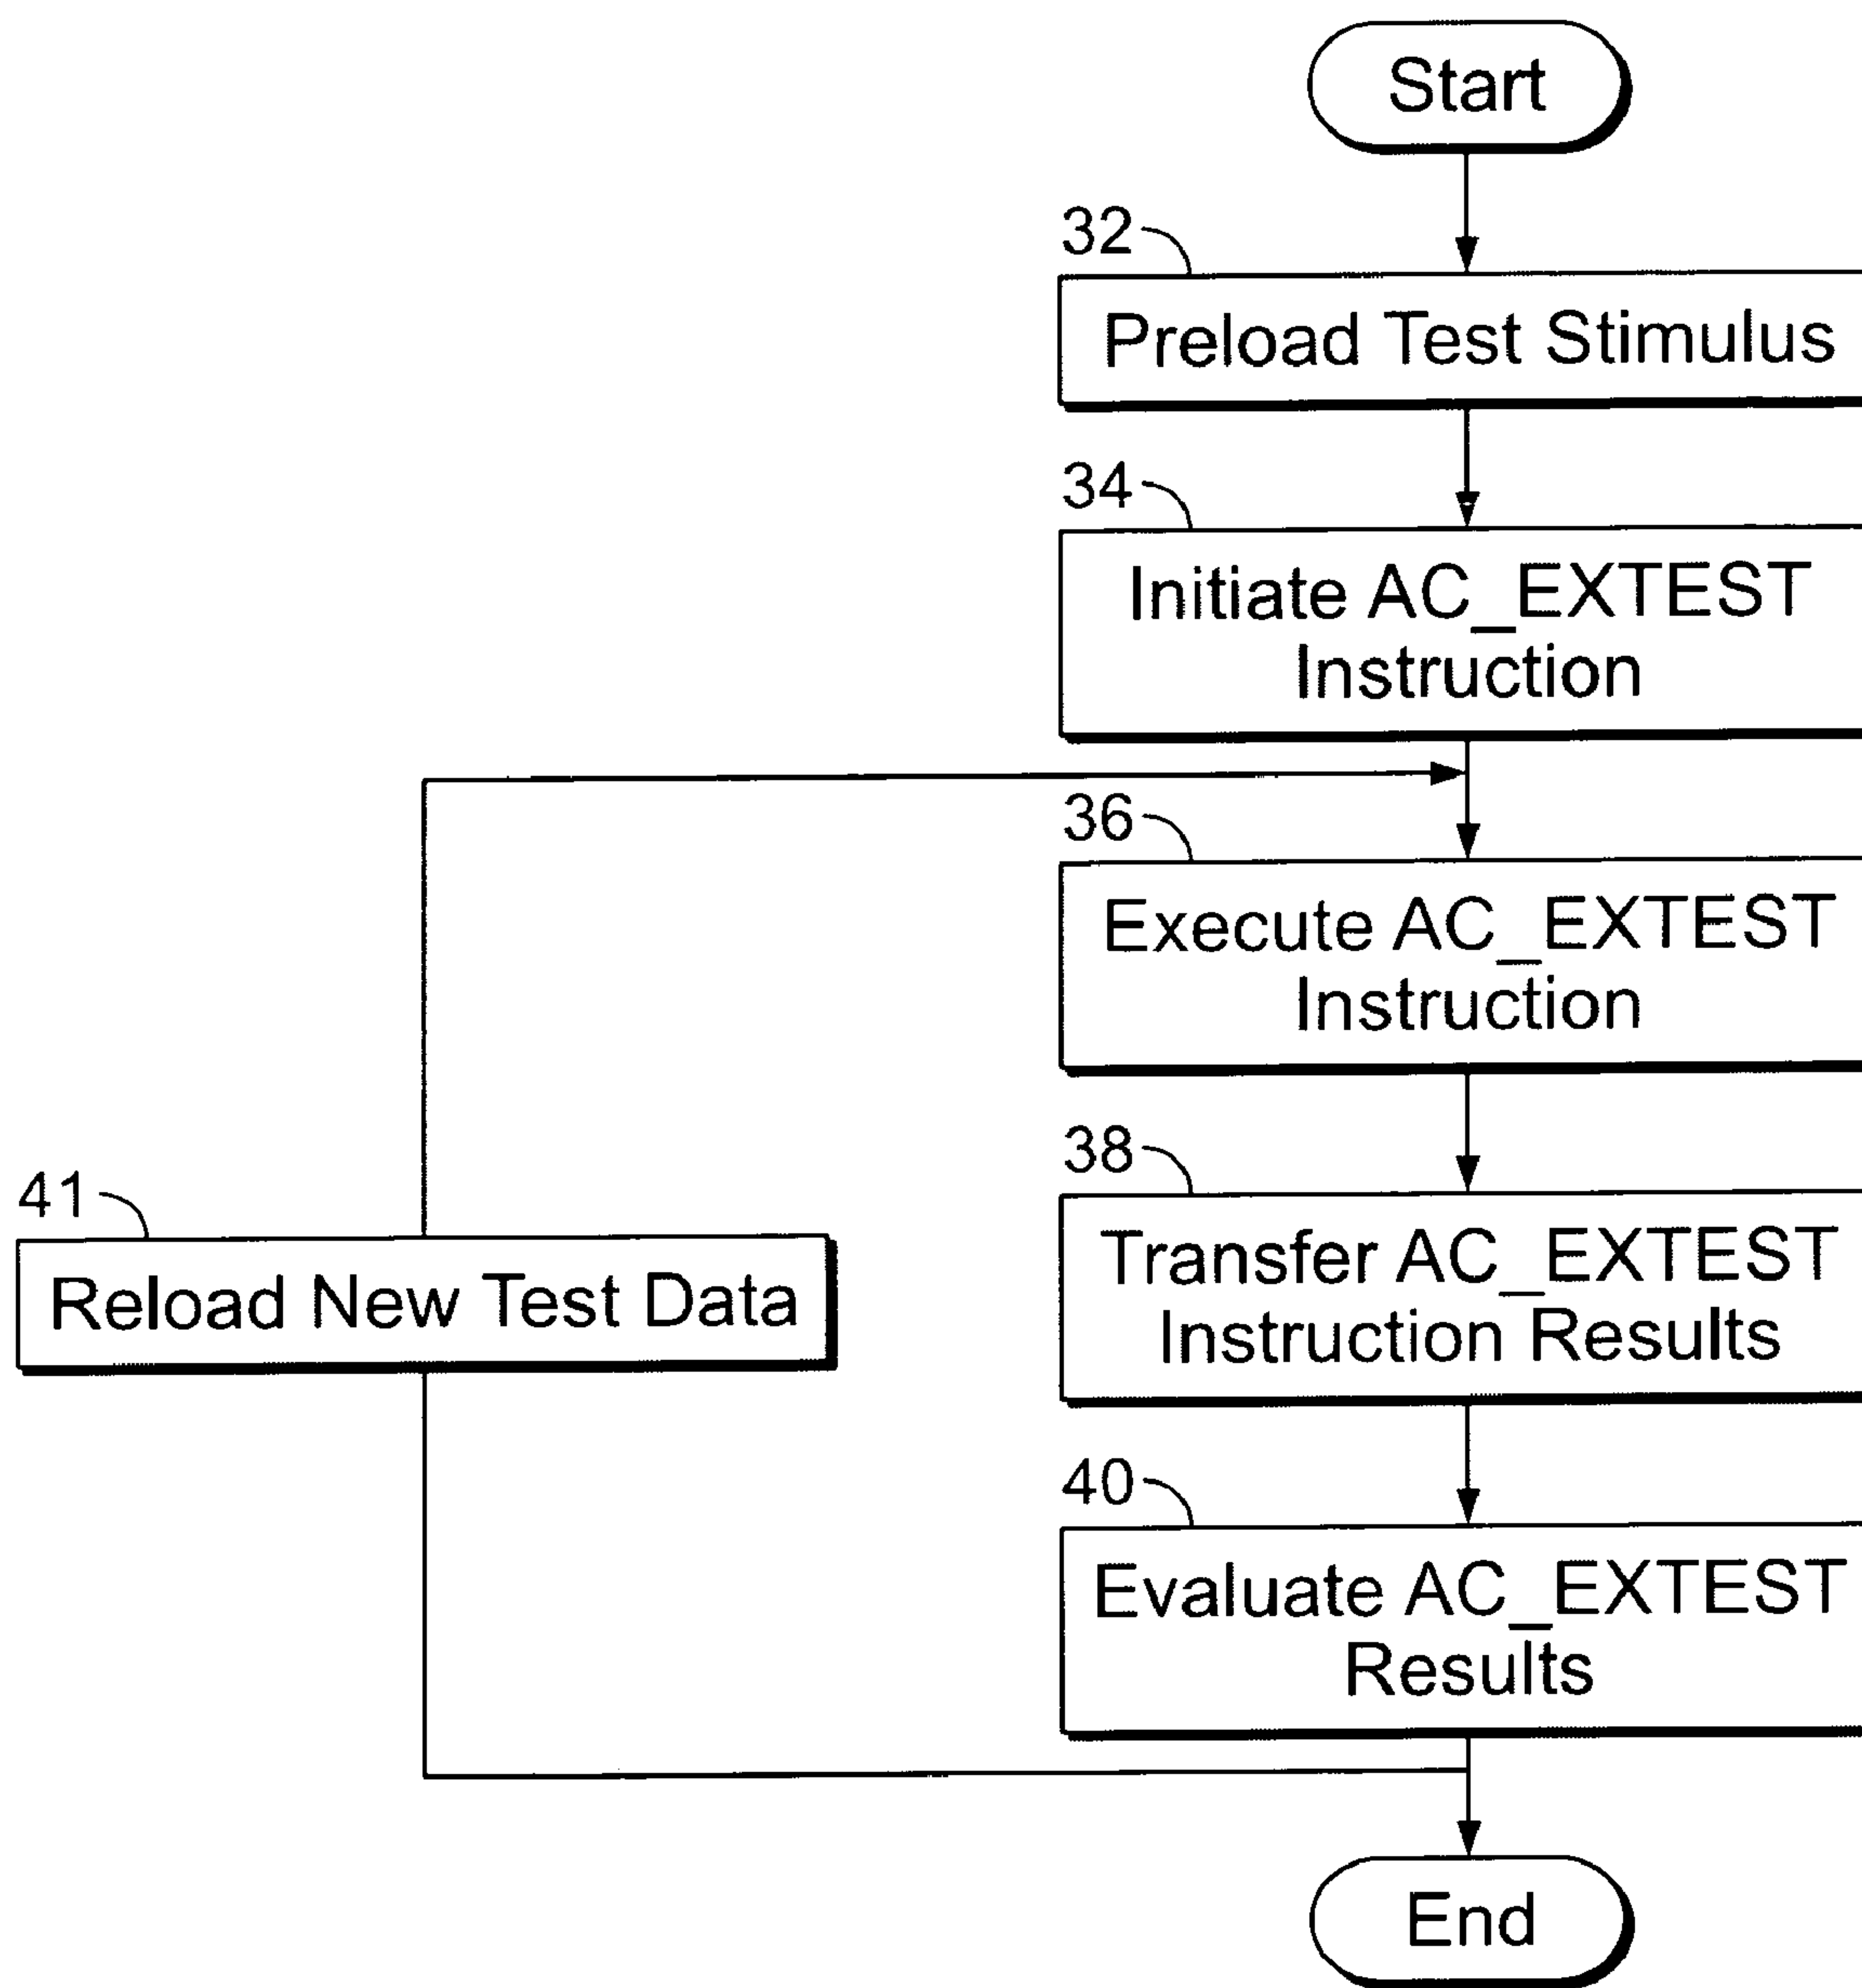 Start
32
Preload Test Stimulus
34
Initiate AC_EXTEST
Instruction
36
Execute AC_EXTEST
Instruction
38
Transfer AC_EXTEST
Instruction Results
41
Reload New Test Data
40
Evaluate AC_EXTEST
Results
End